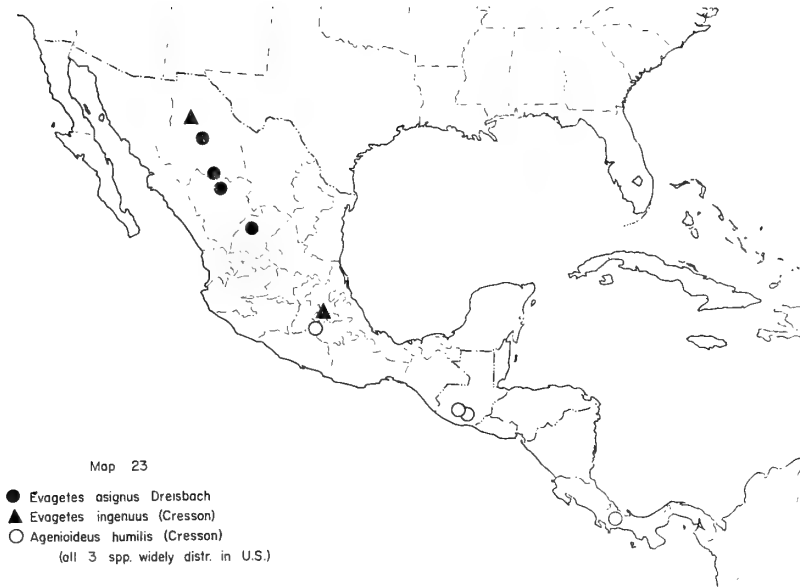 Map 23
Evagetes asignus Dreisbach
Evagetes ingenuus (Cresson)
Agenioideus humilis (Cresson)
(all 3 spp. widely distr. in U.S.)